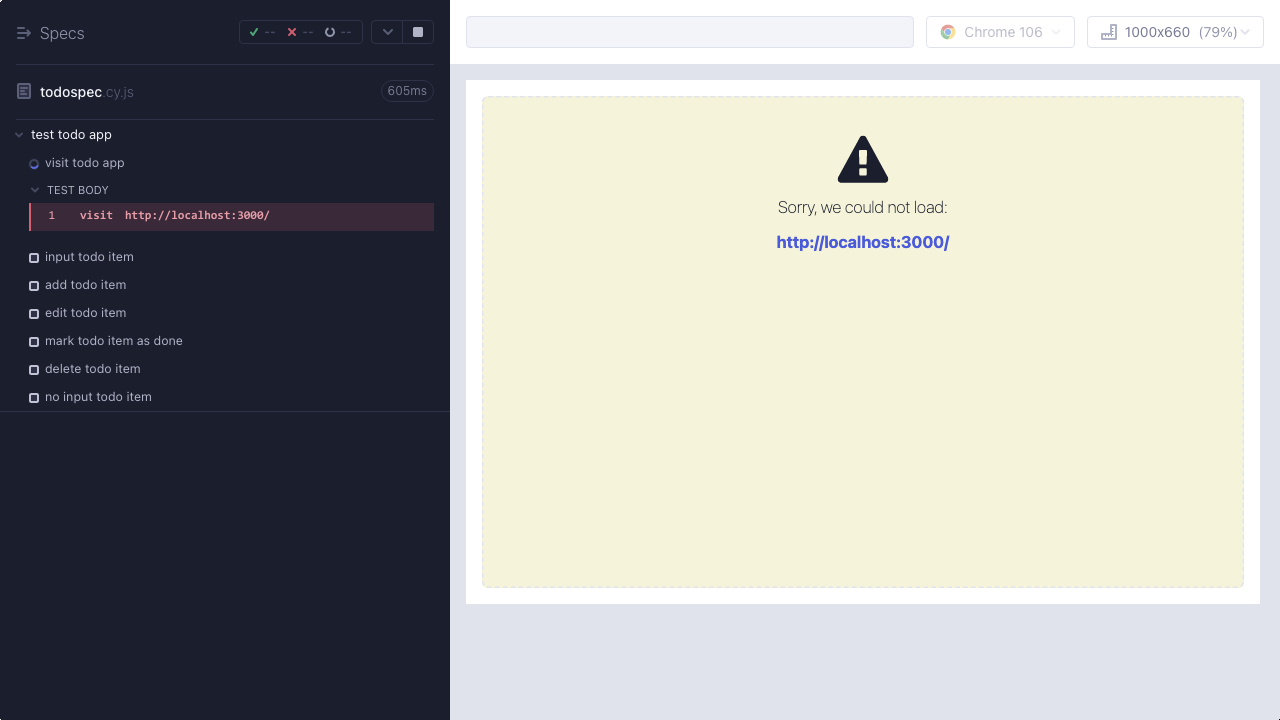 Specs
-- -- --
todospec.cy.js 605ms
test todo app
visit todo app
TEST BODY
1 visit http://localhost:3000/
input todo item
add todo item
edit todo item
mark todo item as done
delete todo item
no input todo item
Chrome 106
1000x660 (79%)
Sorry, we could not load:
http://localhost:3000/